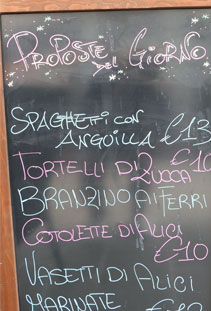 PROPOSTE
DEL GIORNO
SPAGHETTI CON
ANGUILLA €13
TORTELLI DI ZUCCA €10
BRANZINO AI FERRI
COTOLETTE DI ALICI
€10
VASETTI DI ALICI
MARINATE